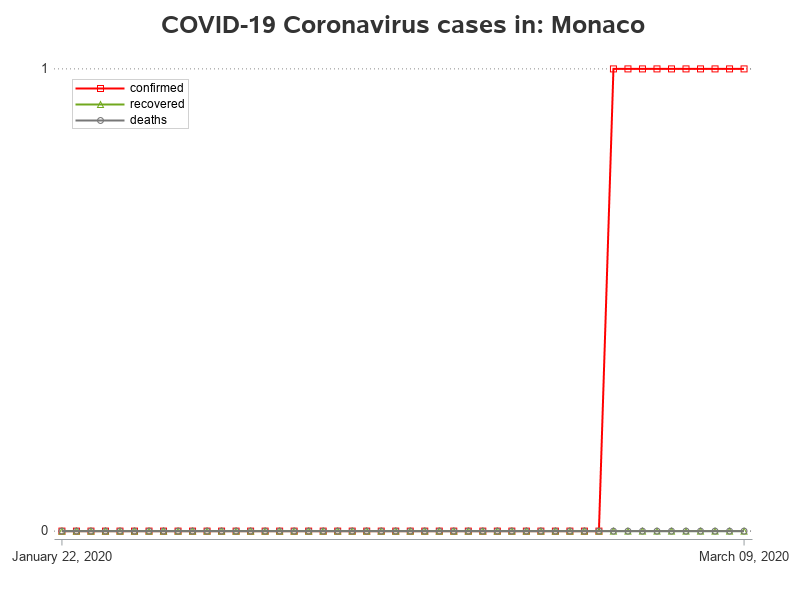 COVID-19 Coronavirus cases in: Monaco
1
confirmed
recovered
deaths
0
January 22, 2020
March 09, 2020